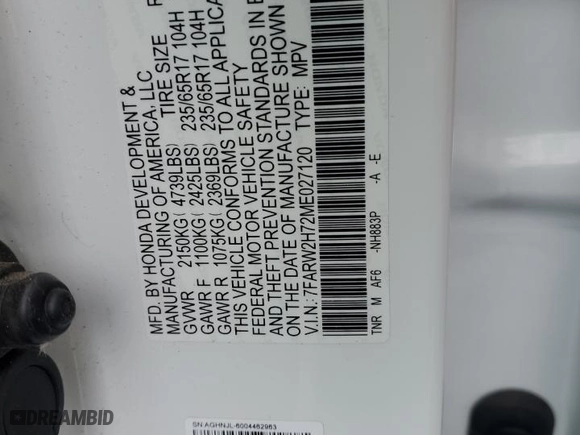 MFD. BY HONDA DEVELOPMENT &
MANUFACTURING OF AMERICA, LLC
TIRE SIZE
GVWR 2150KG( 4739LBS)
GAWR F 1100KG( 2425LBS) 235/65R17 104H
GAWR R 1075KG( 2369LBS) 235/65R17 104H
THIS VEHICLE CONFORMS TO ALL APPLICA
FEDERAL MOTOR VEHICLE SAFETY
AND THEFT PREVENTION STANDARDS IN E
ON THE DATE OF MANUFACTURE SHOWN
V.I.N: 7FARW2H72ME027120 TYPE: MPV
TNR M AF6 -NH883P -A -E
SN:AGHNJL-6004462963
DREAMBID